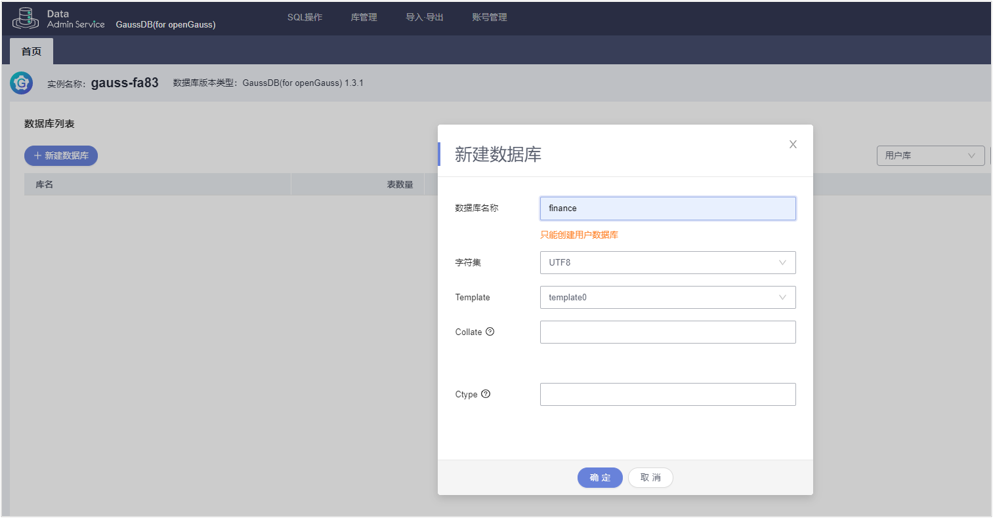 Data
Admin Service
GaussDB(for openGauss)
SQL操作
库管理
导入·导出
账号管理
首页
实例名称: gauss-fa83 数据库版本类型: GaussDB(for openGauss) 1.3.1
数据库列表
+ 新建数据库
用户库
库名
表数量
新建数据库
X
数据库名称
finance
只能创建用户数据库
字符集
UTF8
Template
template0
Collate
Ctype
确定
取消